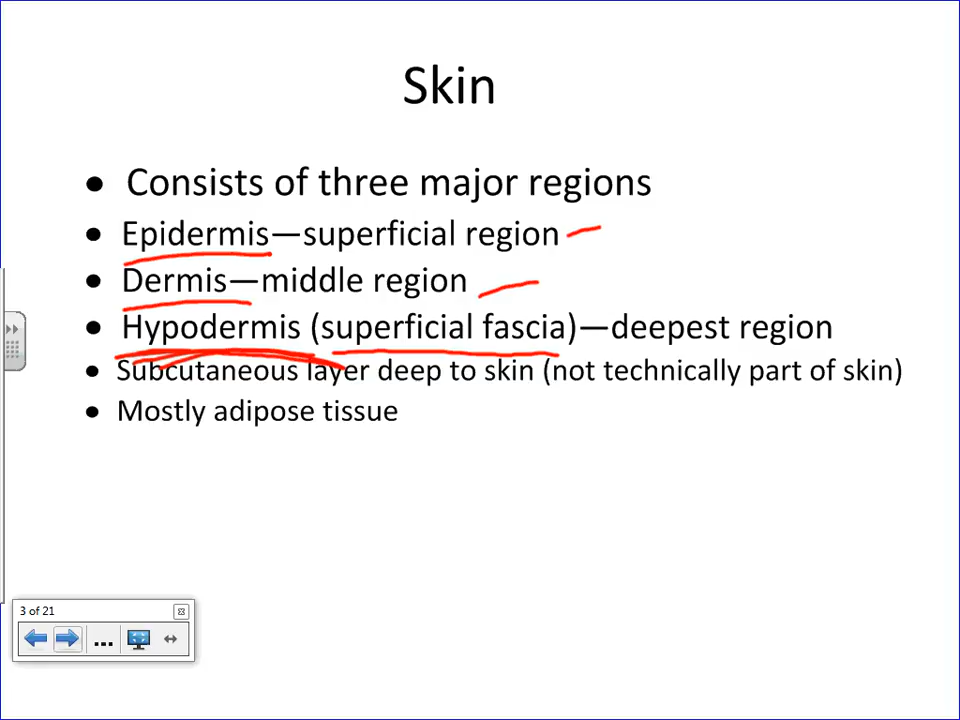 Skin
• Consists of three major regions
• Epidermis—superficial region
• Dermis—middle region
• Hypodermis (superficial fascia)—deepest region
• Subcutaneous layer deep to skin (not technically part of skin)
• Mostly adipose tissue
3 of 21
...